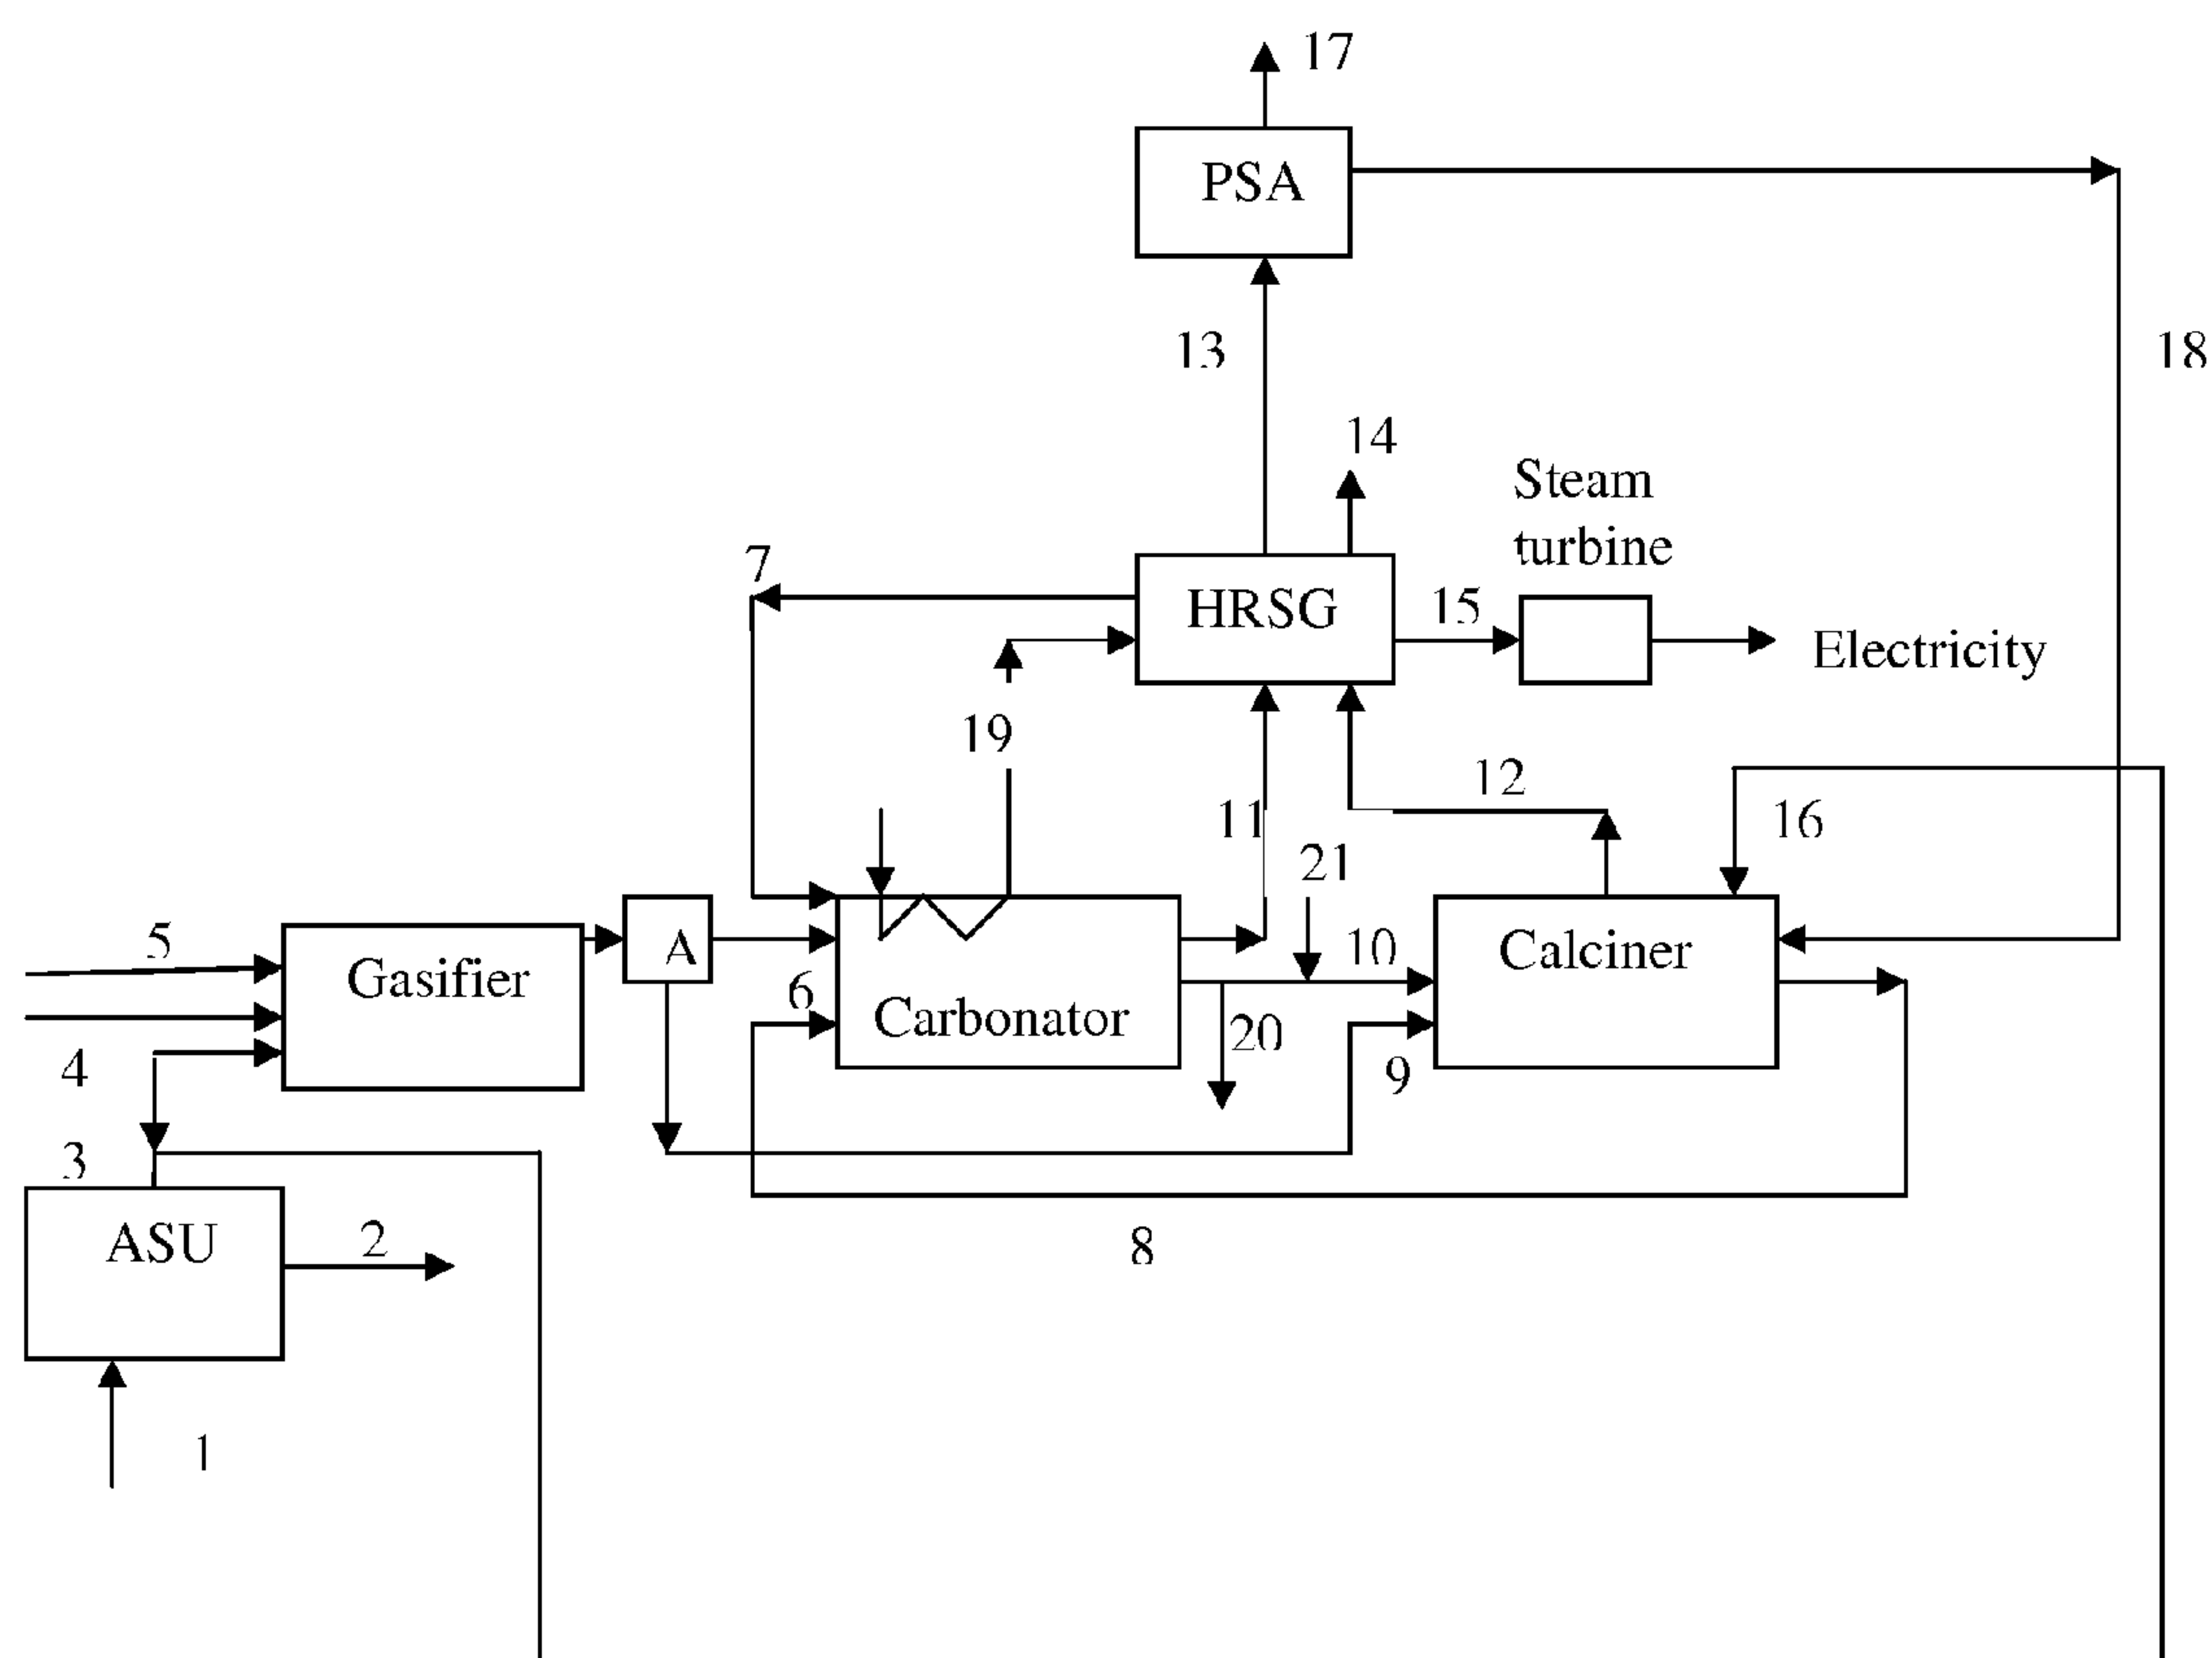 17
PSA
13
18
14
Steam
turbine
7
HRSG
15
Electricity
19
12
11
16
21
5
A
10
Gasifier
Calciner
6
Carbonator
20
4
9
3
ASU
2
8
1